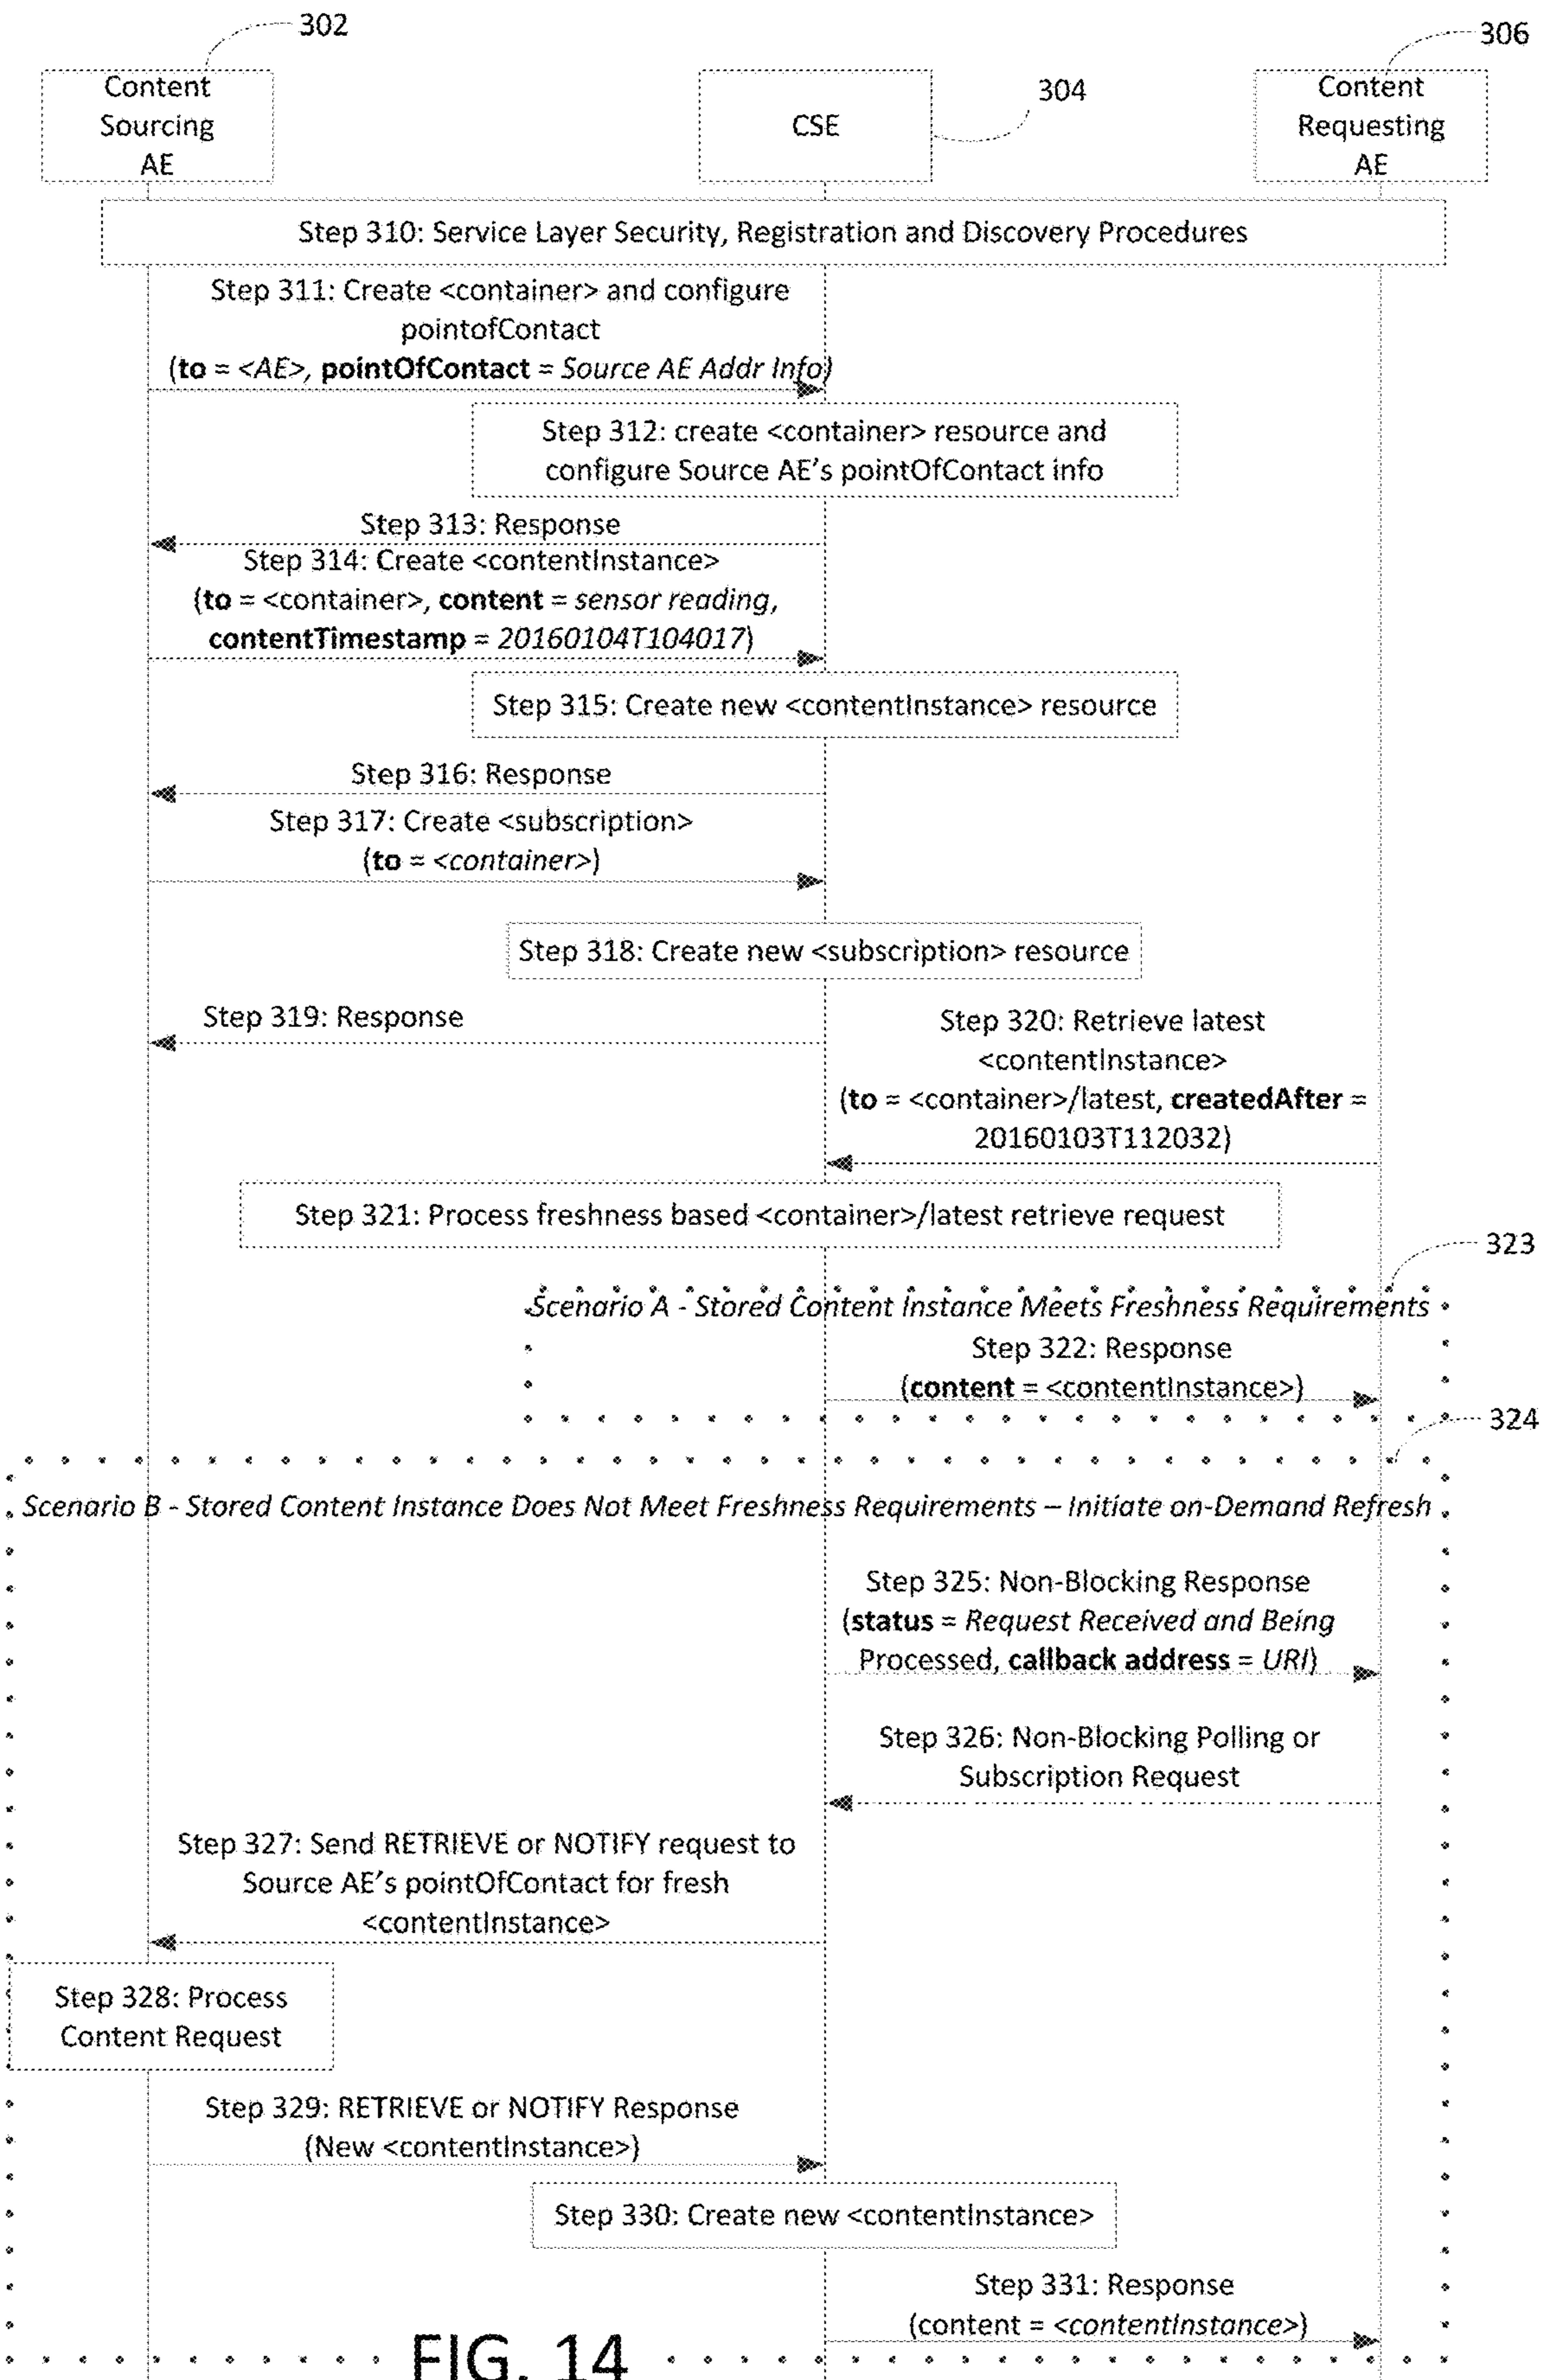 302
306
Content
Sourcing
AE
304
CSE
Content
Requesting
AE
Step 310: Service Layer Security, Registration and Discovery Procedures
Step 311: Create <container> and configure
pointofContact
(to = <AE>, pointOfContact = Source AE Addr Info)
Step 312: create <container> resource and
configure Source AE's pointOfContact info
Step 313: Response
Step 314: Create <contentInstance>
(to = <container>, content = sensor reading,
contentTimestamp = 20160104T104017)
Step 315: Create new <contentInstance> resource
Step 316: Response
Step 317: Create <subscription>
(to = <container>)
Step 318: Create new <subscription> resource
Step 319: Response
Step 320: Retrieve latest
<contentInstance>
(to = <container>/latest, createdAfter =
20160103T112032)
Step 321: Process freshness based <container>/latest retrieve request
323
Scenario A - Stored Content Instance Meets Freshness Requirements
Step 322: Response
(content = <contentInstance>)
324
Scenario B - Stored Content Instance Does Not Meet Freshness Requirements – Initiate on-Demand Refresh
Step 325: Non-Blocking Response
(status = Request Received and Being
Processed, callback address = URI)
Step 326: Non-Blocking Polling or
Subscription Request
Step 327: Send RETRIEVE or NOTIFY request to
Source AE's pointOfContact for fresh
<contentInstance>
Step 328: Process
Content Request
Step 329: RETRIEVE or NOTIFY Response
(New <contentInstance>)
Step 330: Create new <contentInstance>
Step 331: Response
(content = <contentInstance>)
FIG. 14